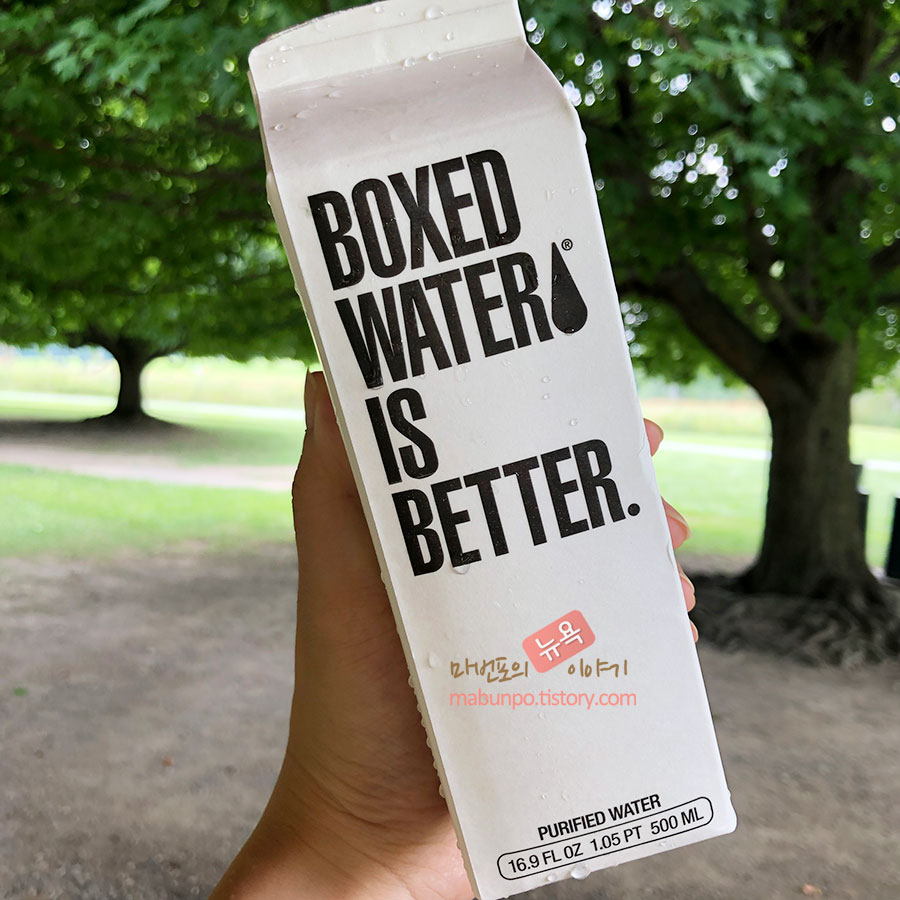 BOXED
WATER®
IS
BETTER.
뉴욕
마번포의 이야기
mabunpo.tistory.com
PURIFIED WATER
16.9 FL OZ 1.05 PT 500 ML